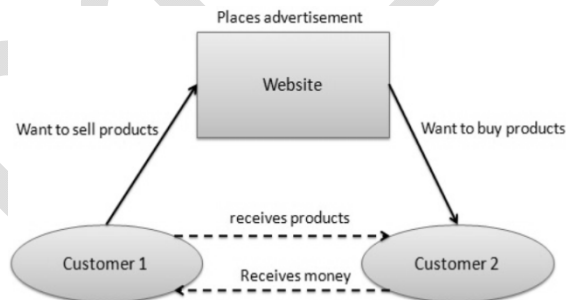 Places advertisement
Website
Want to sell products
Want to buy products
receives products
Customer 1
Customer 2
Receives money